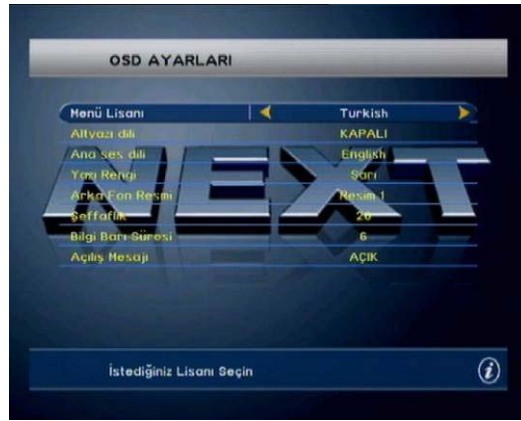 OSD AYARLARI
Menü Lisanı Turkish
Altyazı dili KAPALI
Ana ses dili English
Yazı Rengi Sarı
Arka Fon Resmi Resim 1
Şeffaflık 20
Bilgi Barı Süresi 6
Açılış Mesajı AÇIK
NEXT
İstediğiniz Lisanı Seçin
i